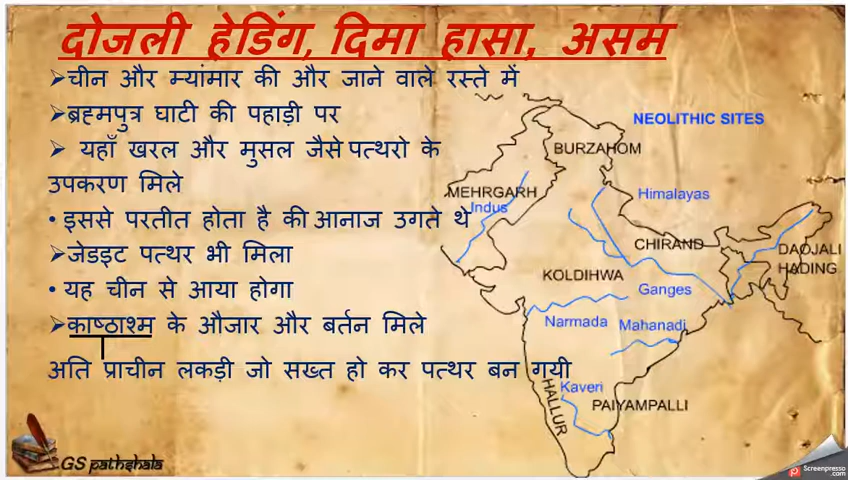 दोजली हेडिंग, दिमा हासा, असम
➢चीन और म्यांमार की और जाने वाले रस्ते में
➢ब्रह्मपुत्र घाटी की पहाड़ी पर
➢ यहाँ खरल और मुसल जैसे पत्थरो के
उपकरण मिले
• इससे परतीत होता है की आनाज उगते थे
➢जेडइट पत्थर भी मिला
• यह चीन से आया होगा
➢काष्ठाश्म के औजार और बर्तन मिले
अति प्राचीन लकड़ी जो सख्त हो कर पत्थर बन गयी
NEOLITHIC SITES
BURZAHOM
MEHRGARH
Indus
Himalayas
CHIRAND
DAOJALI
HADING
KOLDIHWA
Ganges
Narmada
Mahanadi
HALLUR
Kaveri
PAIYAMPALLI
GS pathshala
Screenpresso
.com